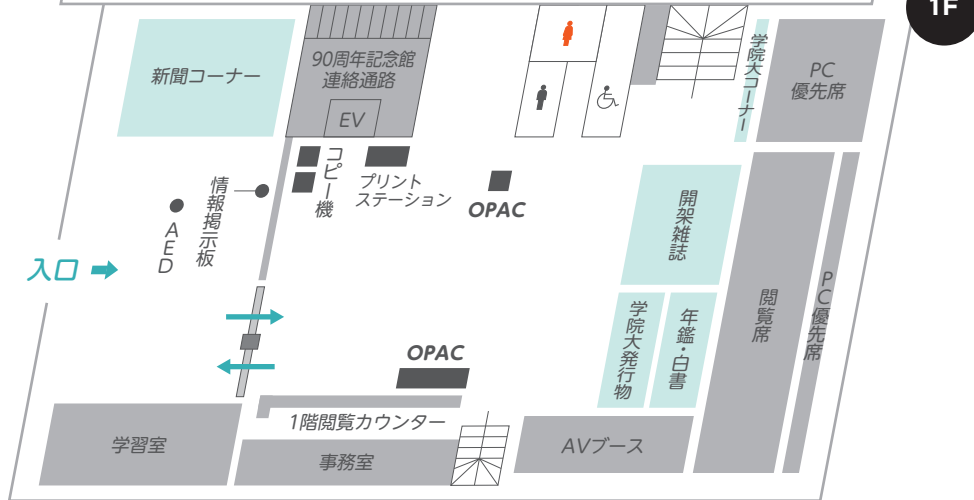 1F
新聞コーナー
90周年記念館
連絡通路
EV
学院大コーナー
PC
優先席
コピー機
プリント
ステーション
OPAC
情報掲示板
AED
入口
開架雑誌
閲覧席
PC優先席
学院大発行物
年鑑・白書
OPAC
1階閲覧カウンター
学習室
事務室
AVブース